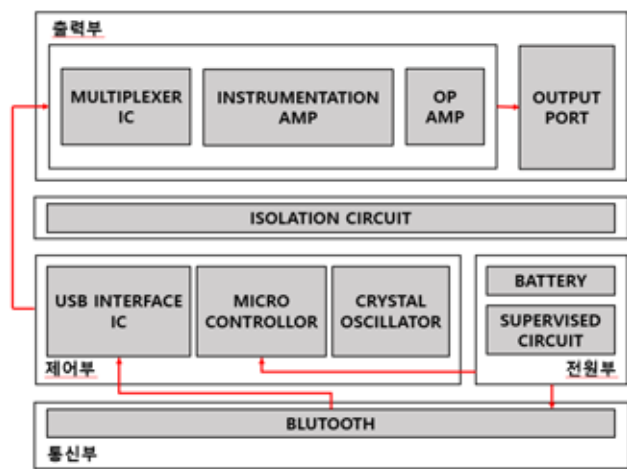 출력부
MULTIPLEXER
IC
INSTRUMENTATION
AMP
OP
AMP
OUTPUT
PORT
ISOLATION CIRCUIT
USB INTERFACE
IC
MICRO
CONTROLLOR
CRYSTAL
OSCILLATOR
제어부
BATTERY
SUPERVISED
CIRCUIT
전원부
BLUTOOTH
통신부